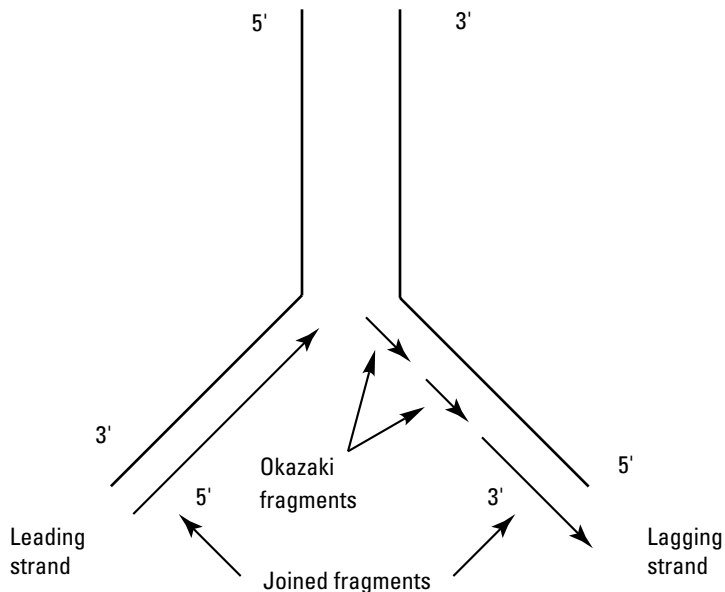 5'
3'
3'
Okazaki
fragments
5'
5'
3'
Leading
strand
Lagging
strand
Joined fragments